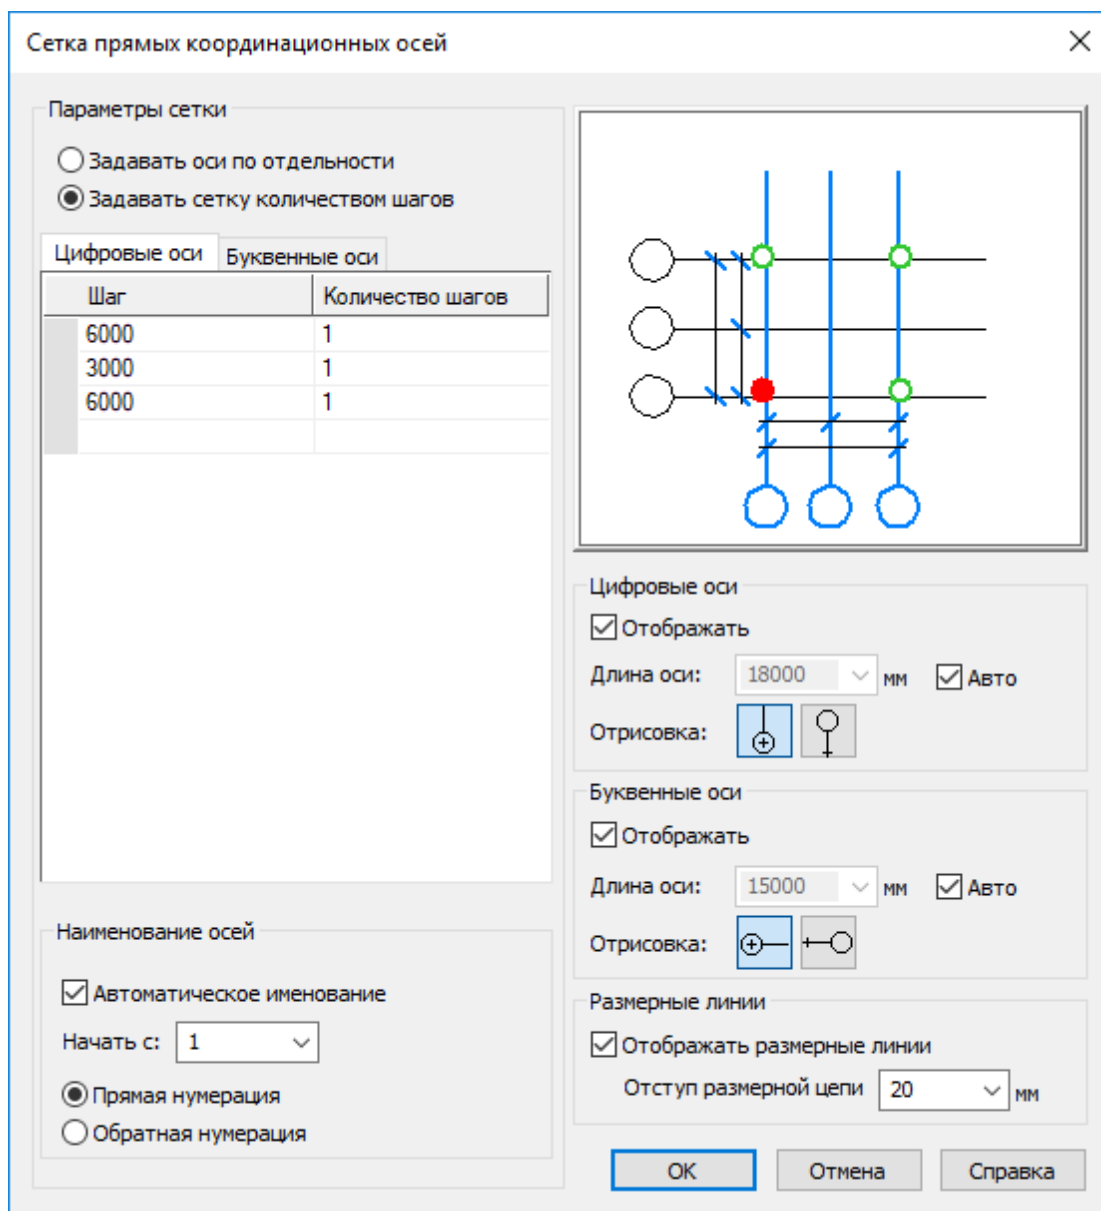 Сетка прямых координационных осей
Параметры сетки
Задавать оси по отдельности
Задавать сетку количеством шагов
Цифровые оси
Буквенные оси
Шаг
Количество шагов
6000
1
3000
1
6000
1
Наименование осей
Автоматическое именование
Начать с:
1
Прямая нумерация
Обратная нумерация
Цифровые оси
Отображать
Длина оси:
18000
мм
Авто
Отрисовка:
Буквенные оси
Отображать
Длина оси:
15000
мм
Авто
Отрисовка:
Размерные линии
Отображать размерные линии
Отступ размерной цепи
20
мм
ОК
Отмена
Справка